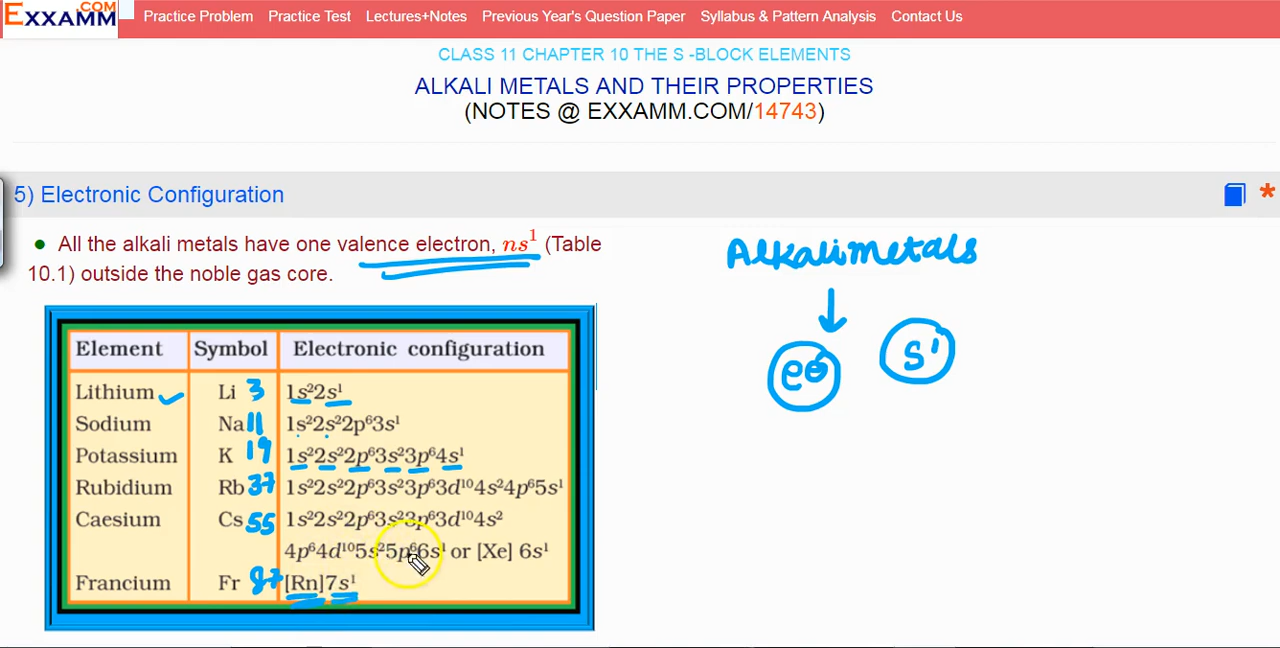 EXXAMM.COM Practice Problem Practice Test Lectures+Notes Previous Year's Question Paper Syllabus & Pattern Analysis Contact Us
CLASS 11 CHAPTER 10 THE S -BLOCK ELEMENTS
ALKALI METALS AND THEIR PROPERTIES
(NOTES @ EXXAMM.COM/14743)
5) Electronic Configuration
*
● All the alkali metals have one valence electron, ns¹ (Table
10.1) outside the noble gas core.
Alkali metals
e⊖ s¹
Element Symbol Electronic configuration
Lithium Li 3 1s²2s¹
Sodium Na 11 1s²2s²2p⁶3s¹
Potassium K 19 1s²2s²2p⁶3s²3p⁶4s¹
Rubidium Rb 37 1s²2s²2p⁶3s²3p⁶3d¹⁰4s²4p⁶5s¹
Caesium Cs 55 1s²2s²2p⁶3s²3p⁶3d¹⁰4s²
4p⁶4d¹⁰5s²5p⁶6s¹ or [Xe] 6s¹
Francium Fr 87 [Rn]7s¹